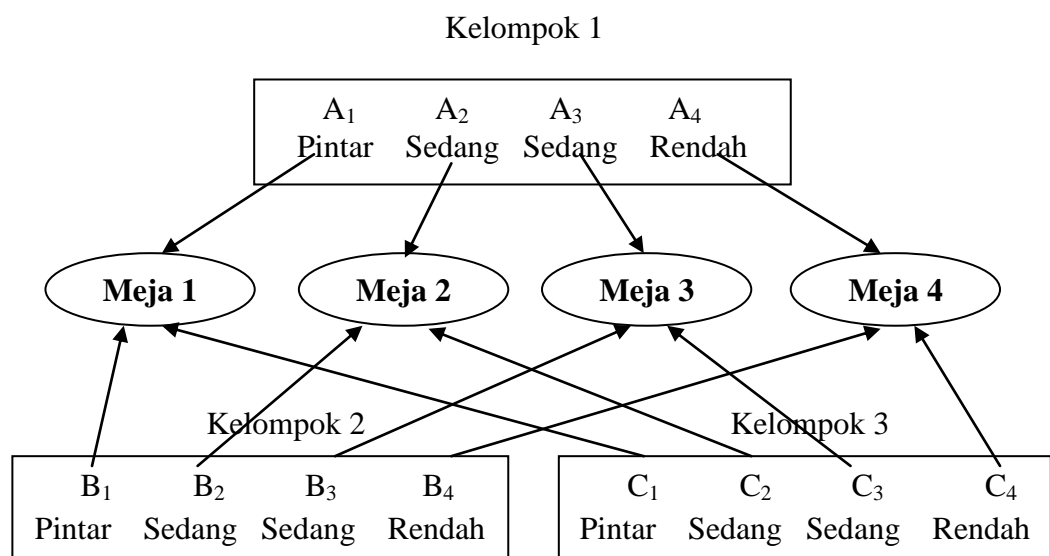 Kelompok 1
A₁ A₂ A₃ A₄
Pintar Sedang Sedang Rendah
Meja 1 Meja 2 Meja 3 Meja 4
Kelompok 2 Kelompok 3
B₁ B₂ B₃ B₄ C₁ C₂ C₃ C₄
Pintar Sedang Sedang Rendah Pintar Sedang Sedang Rendah